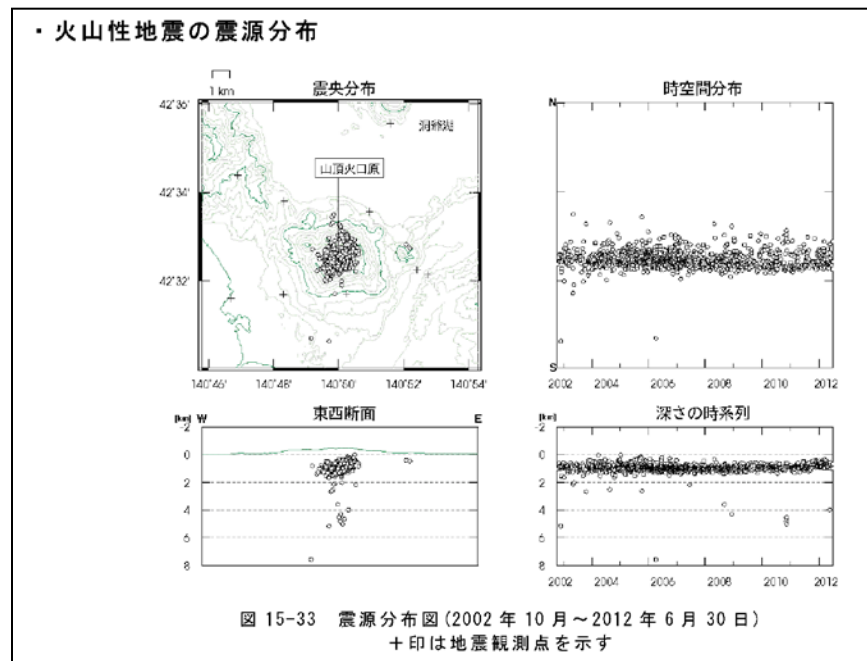 ・火山性地震の震源分布
1 km
震央分布
42°36'
洞爺湖
山頂火口原
42°34'
42°32'
140°46' 140°48' 140°50' 140°52' 140°54'
時空間分布
N
S
2002 2004 2006 2008 2010 2012
東西断面
[km] W E
-2
0
2
4
6
8
深さの時系列
[km]
-2
0
2
4
6
8
2002 2004 2006 2008 2010 2012
図 15-33 震源分布図(2002 年 10 月～2012 年 6 月 30 日)
＋印は地震観測点を示す